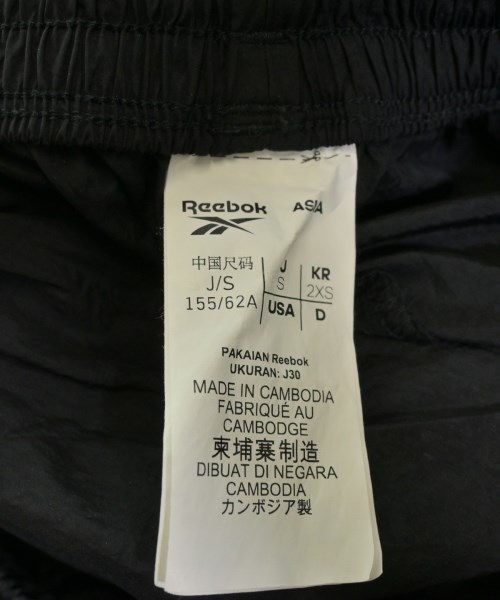 Reebok ASIA
中国尺码
J/S
155/62A
J
S
KR
2XS
USA
D
PAKAIAN Reebok
UKURAN: J30
MADE IN CAMBODIA
FABRIQUÉ AU
CAMBODGE
柬埔寨制造
DIBUAT DI NEGARA
CAMBODIA
カンボジア製